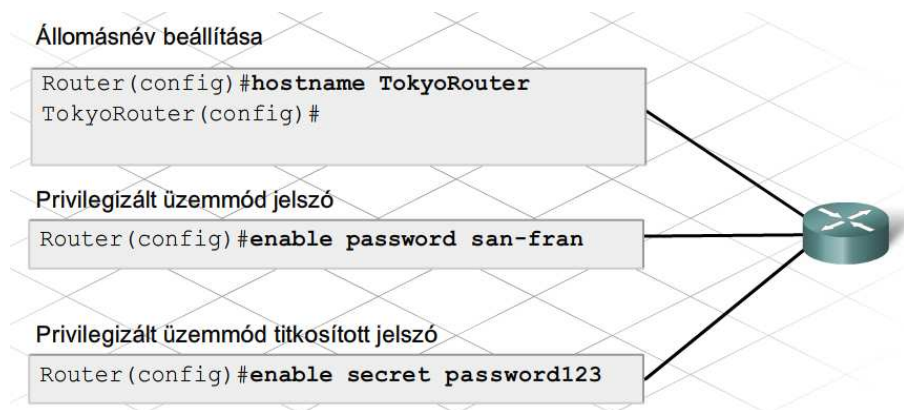 Állomásnév beállítása
Router(config)#hostname TokyoRouter
TokyoRouter(config)#
Privilegizált üzemmód jelszó
Router(config)#enable password san-fran
Privilegizált üzemmód titkosított jelszó
Router(config)#enable secret password123